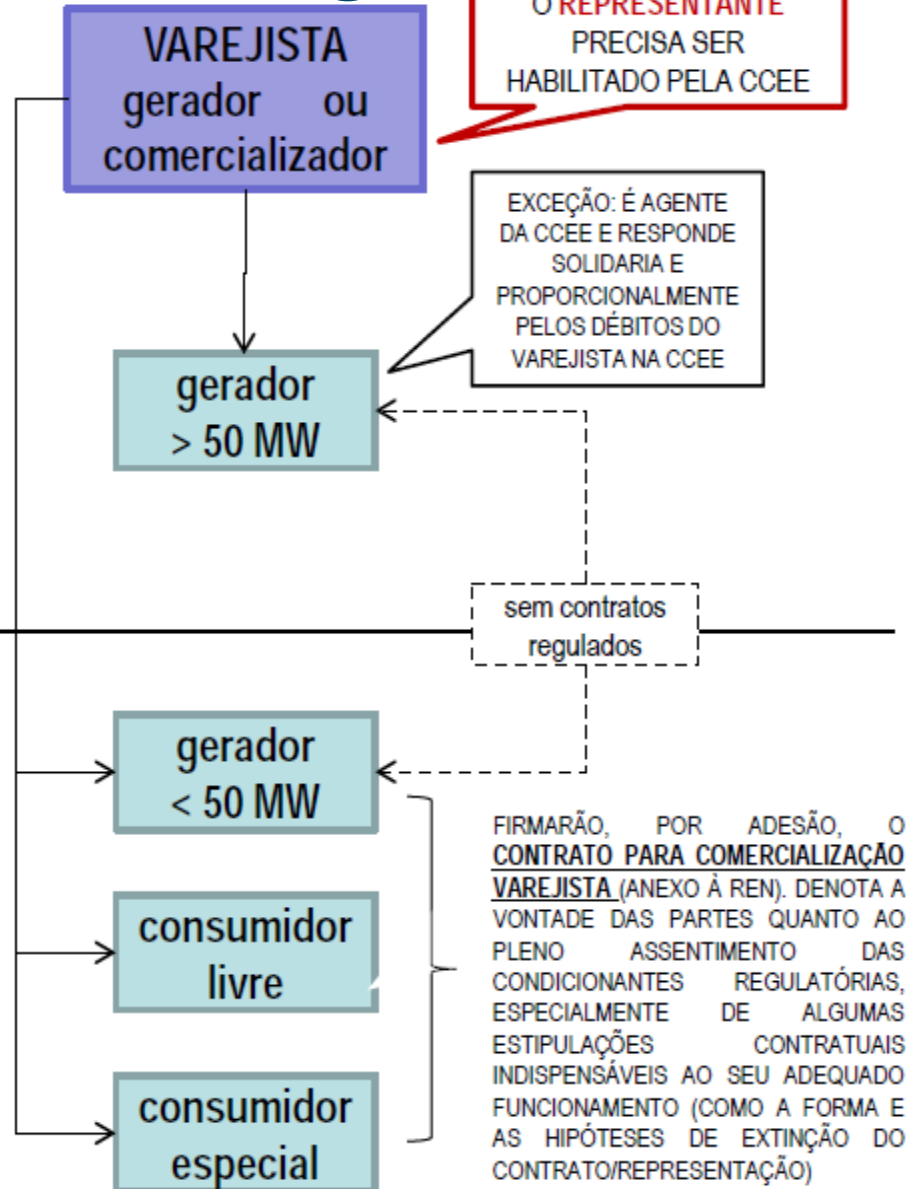 VAREJISTA
gerador ou
comercializador
O REPRESENTANTE
PRECISA SER
HABILITADO PELA CCEE
EXCEÇÃO: É AGENTE
DA CCEE E RESPONDE
SOLIDARIA E
PROPORCIONALMENTE
PELOS DÉBITOS DO
VAREJISTA NA CCEE
gerador
> 50 MW
sem contratos
regulados
gerador
< 50 MW
consumidor
livre
consumidor
especial
FIRMARÃO, POR ADESÃO, O
CONTRATO PARA COMERCIALIZAÇÃO
VAREJISTA (ANEXO À REN). DENOTA A
VONTADE DAS PARTES QUANTO AO
PLENO ASSENTIMENTO DAS
CONDICIONANTES REGULATÓRIAS,
ESPECIALMENTE DE ALGUMAS
ESTIPULAÇÕES CONTRATUAIS
INDISPENSÁVEIS AO SEU ADEQUADO
FUNCIONAMENTO (COMO A FORMA E
AS HIPÓTESES DE EXTINÇÃO DO
CONTRATO/REPRESENTAÇÃO)